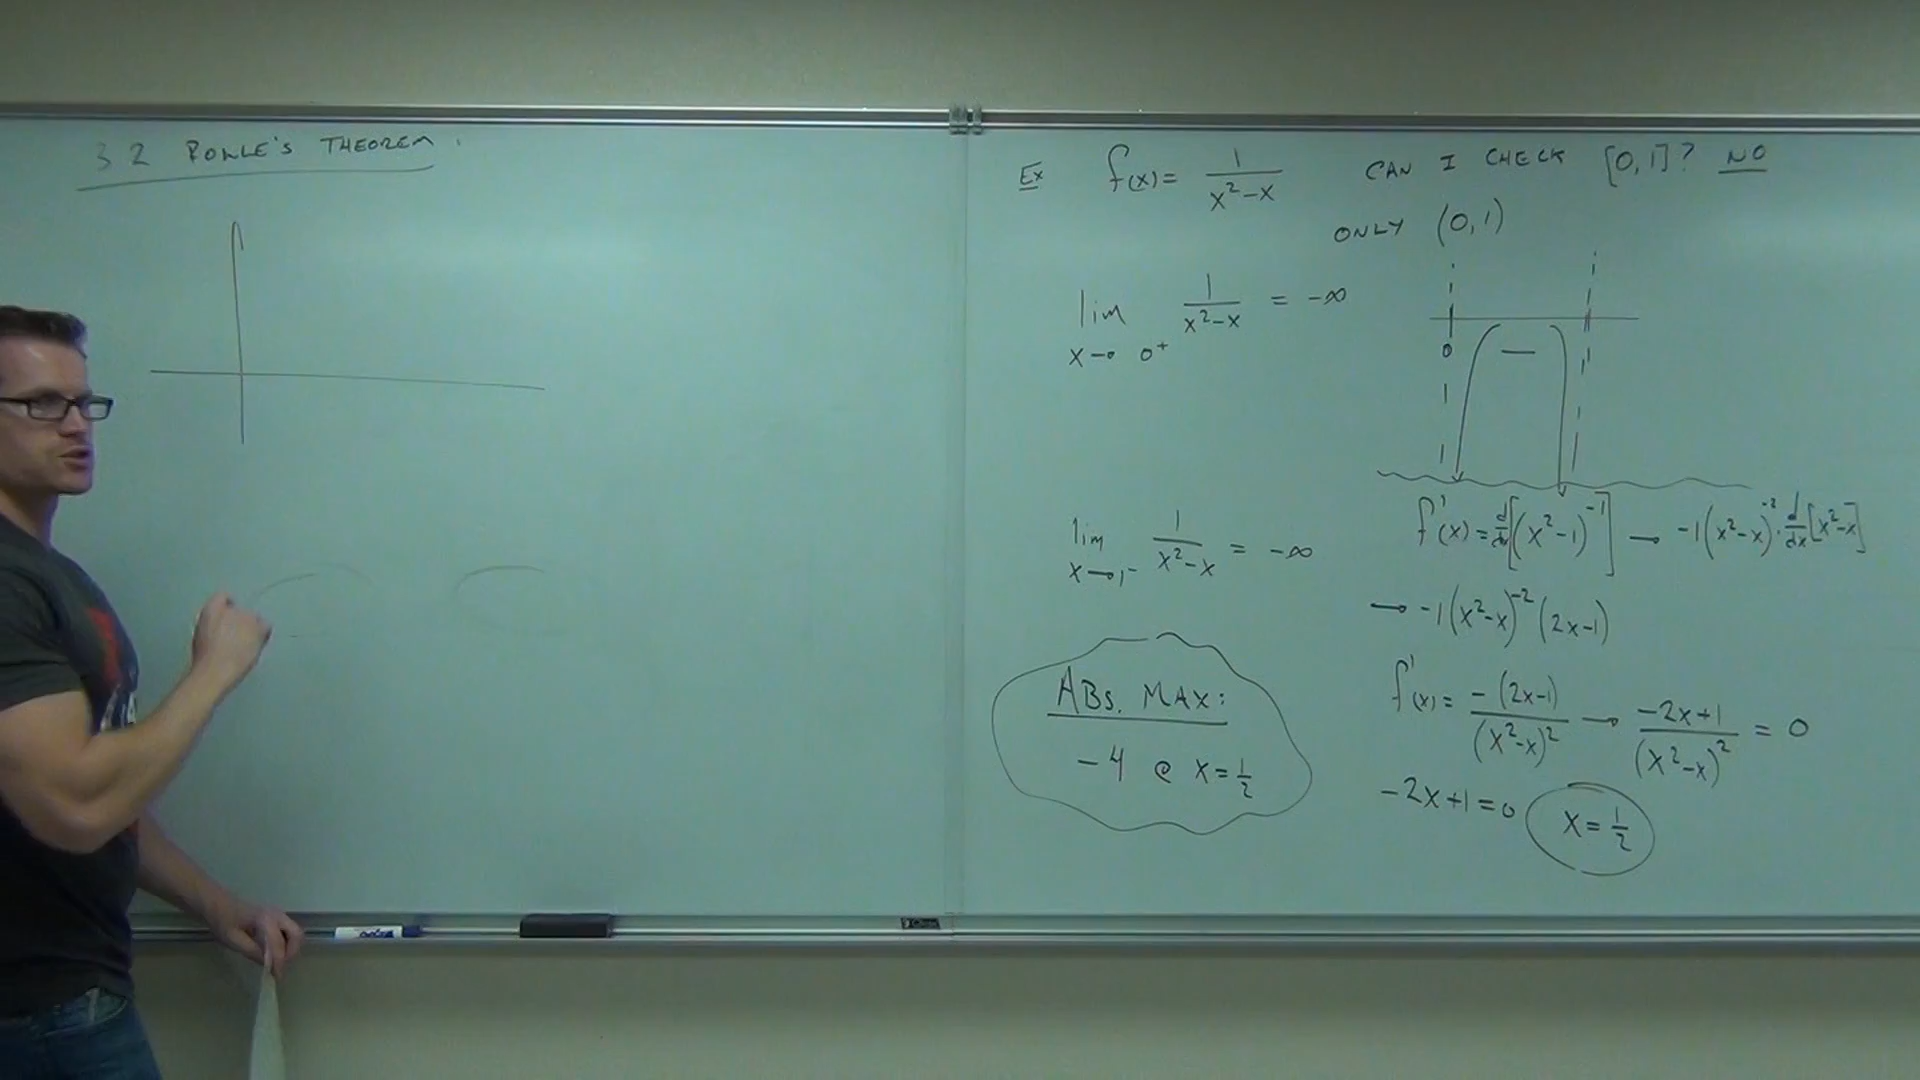 3.2 ROLLE'S THEOREM.
Ex f(x) = 1/(x²-x) CAN I CHECK [0,1]? NO
ONLY (0,1)
lim x→0⁺ 1/(x²-x) = -∞
0 — 1
lim x→1⁻ 1/(x²-x) = -∞
f'(x) = d/dx[(x²-1)⁻¹] → -1(x²-x)⁻²·d/dx[x²-x]
→ -1(x²-x)⁻²(2x-1)
f'(x) = -(2x-1)/(x²-x)² → -2x+1/(x²-x)² = 0
-2x+1=0 x=1/2
ABS. MAX:
-4 @ x=1/2